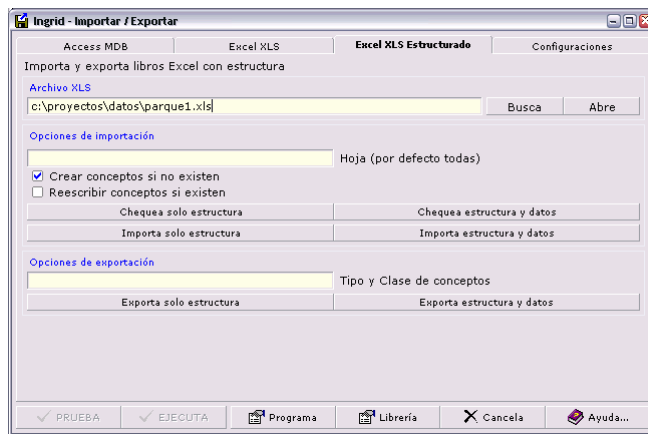 Ingrid - Importar / Exportar
Access MDB Excel XLS Excel XLS Estructurado Configuraciones
Importa y exporta libros Excel con estructura
Archivo XLS
c:\proyectos\datos\parque1.xls Busca Abre
Opciones de importación
Hoja (por defecto todas)
Crear conceptos si no existen
Reescribir conceptos si existen
Chequea solo estructura Chequea estructura y datos
Importa solo estructura Importa estructura y datos
Opciones de exportación
Tipo y Clase de conceptos
Exporta solo estructura Exporta estructura y datos
PRUEBA EJECUTA Programa Librería Cancela Ayuda...